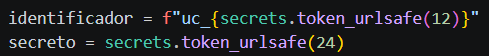 identificador = f"uc_{secrets.token_urlsafe(12)}"
secreto = secrets.token_urlsafe(24)